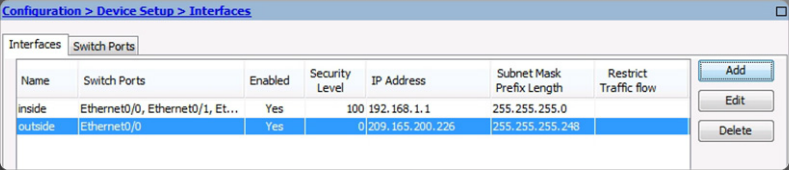 Configuration > Device Setup > Interfaces
Interfaces Switch Ports
Name Switch Ports Enabled Security Level IP Address Subnet Mask Prefix Length Restrict Traffic flow
inside Ethernet0/0, Ethernet0/1, Et... Yes 100 192.168.1.1 255.255.255.0
outside Ethernet0/0 Yes 0 209.165.200.226 255.255.255.248
Add
Edit
Delete